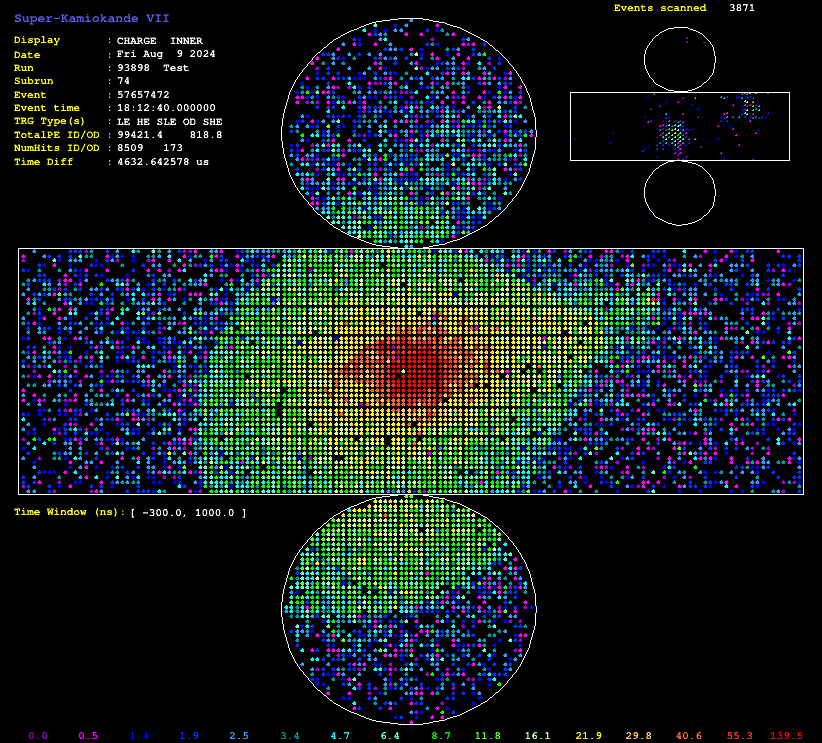 Super-Kamiokande VII
Events scanned 3871
Display : CHARGE INNER
Date : Fri Aug 9 2024
Run : 93898 Test
Subrun : 74
Event : 57657472
Event time : 18:12:40.000000
TRG Type(s) : LE HE SLE OD SHE
TotalPE ID/OD : 99421.4 818.8
NumHits ID/OD : 8509 173
Time Diff : 4632.642578 us
Time Window (ns): [ -300.0, 1000.0 ]
0.0 0.5 1.4 1.9 2.5 3.4 4.7 6.4 8.7 11.8 16.1 21.9 29.8 40.6 55.3 139.5